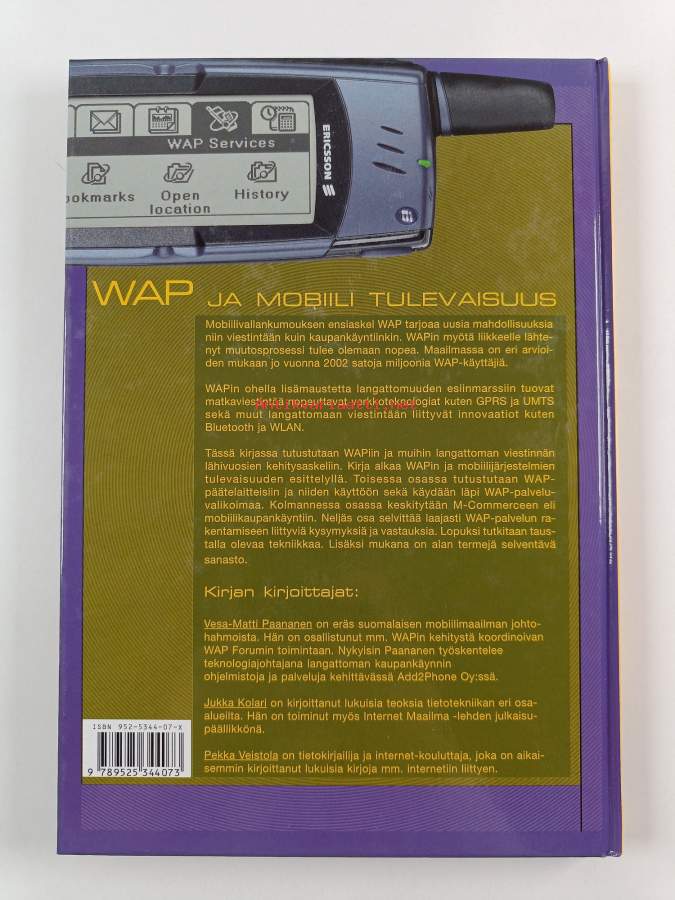 WAP Services
ERICSSON
ookmarks Open History
location
WAP JA MOBIILI TULEVAISUUS
Mobiilivallankumouksen ensiaskel WAP tarjoaa uusia mahdollisuuksia
niin viestintään kuin kaupankäyntiinkin. WAPin myötä liikkeelle lähte-
nyt muutosprosessi tulee olemaan nopea. Maailmassa on eri arvioi-
den mukaan jo vuonna 2002 satoja miljoonia WAP-käyttäjiä.
WAPin ohella lisämaustetta langattomuuden esiinmarssiin tuovat
matkaviestintää nopeuttavat verkkoteknologiat kuten GPRS ja UMTS
Antikvariaatti.net
sekä muut langattomaan viestintään liittyvät innovaatiot kuten
Bluetooth ja WLAN.
Tässä kirjassa tutustutaan WAPiin ja muihin langattoman viestinnän
lähivuosien kehitysaskeliin. Kirja alkaa WAPin ja mobiilijärjestelmien
tulevaisuuden esittelyllä. Toisessa osassa tutustutaan WAP-
päätelaitteisiin ja niiden käyttöön sekä käydään läpi WAP-palvelu-
valikoimaa. Kolmannessa osassa keskitytään M-Commerceen eli
mobiilikaupankäyntiin. Neljäs osa selvittää laajasti WAP-palvelun ra-
kentamiseen liittyviä kysymyksiä ja vastauksia. Lopuksi tutkitaan taus-
talla olevaa tekniikkaa. Lisäksi mukana on alan termejä selventävä
sanasto.
Kirjan kirjoittajat:
Vesa-Matti Paananen on eräs suomalaisen mobiilimaailman johto-
hahmoista. Hän on osallistunut mm. WAPin kehitystä koordinoivan
WAP Forumin toimintaan. Nykyisin Paananen työskentelee
teknologiajohtajana langattoman kaupankäynnin
ohjelmistoja ja palveluja kehittävässä Add2Phone Oy:ssä.
Jukka Kolari on kirjoittanut lukuisia teoksia tietotekniikan eri osa-
alueilta. Hän on toiminut myös Internet Maailma -lehden julkaisu-
päällikkönä.
Pekka Veistola on tietokirjailija ja internet-kouluttaja, joka on aikai-
semmin kirjoittanut lukuisia kirjoja mm. internetiin liittyen.
ISBN 952-5344-07-X
9 789525 344073